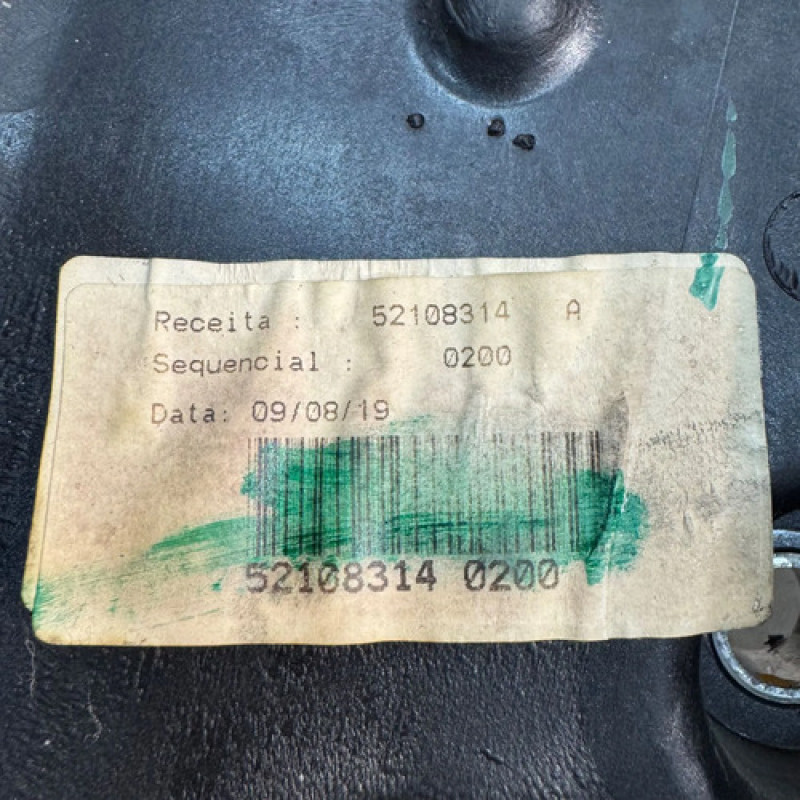 Receita : 52108314 A
Sequencial : 0200
Data: 09/08/19
52108314 0200